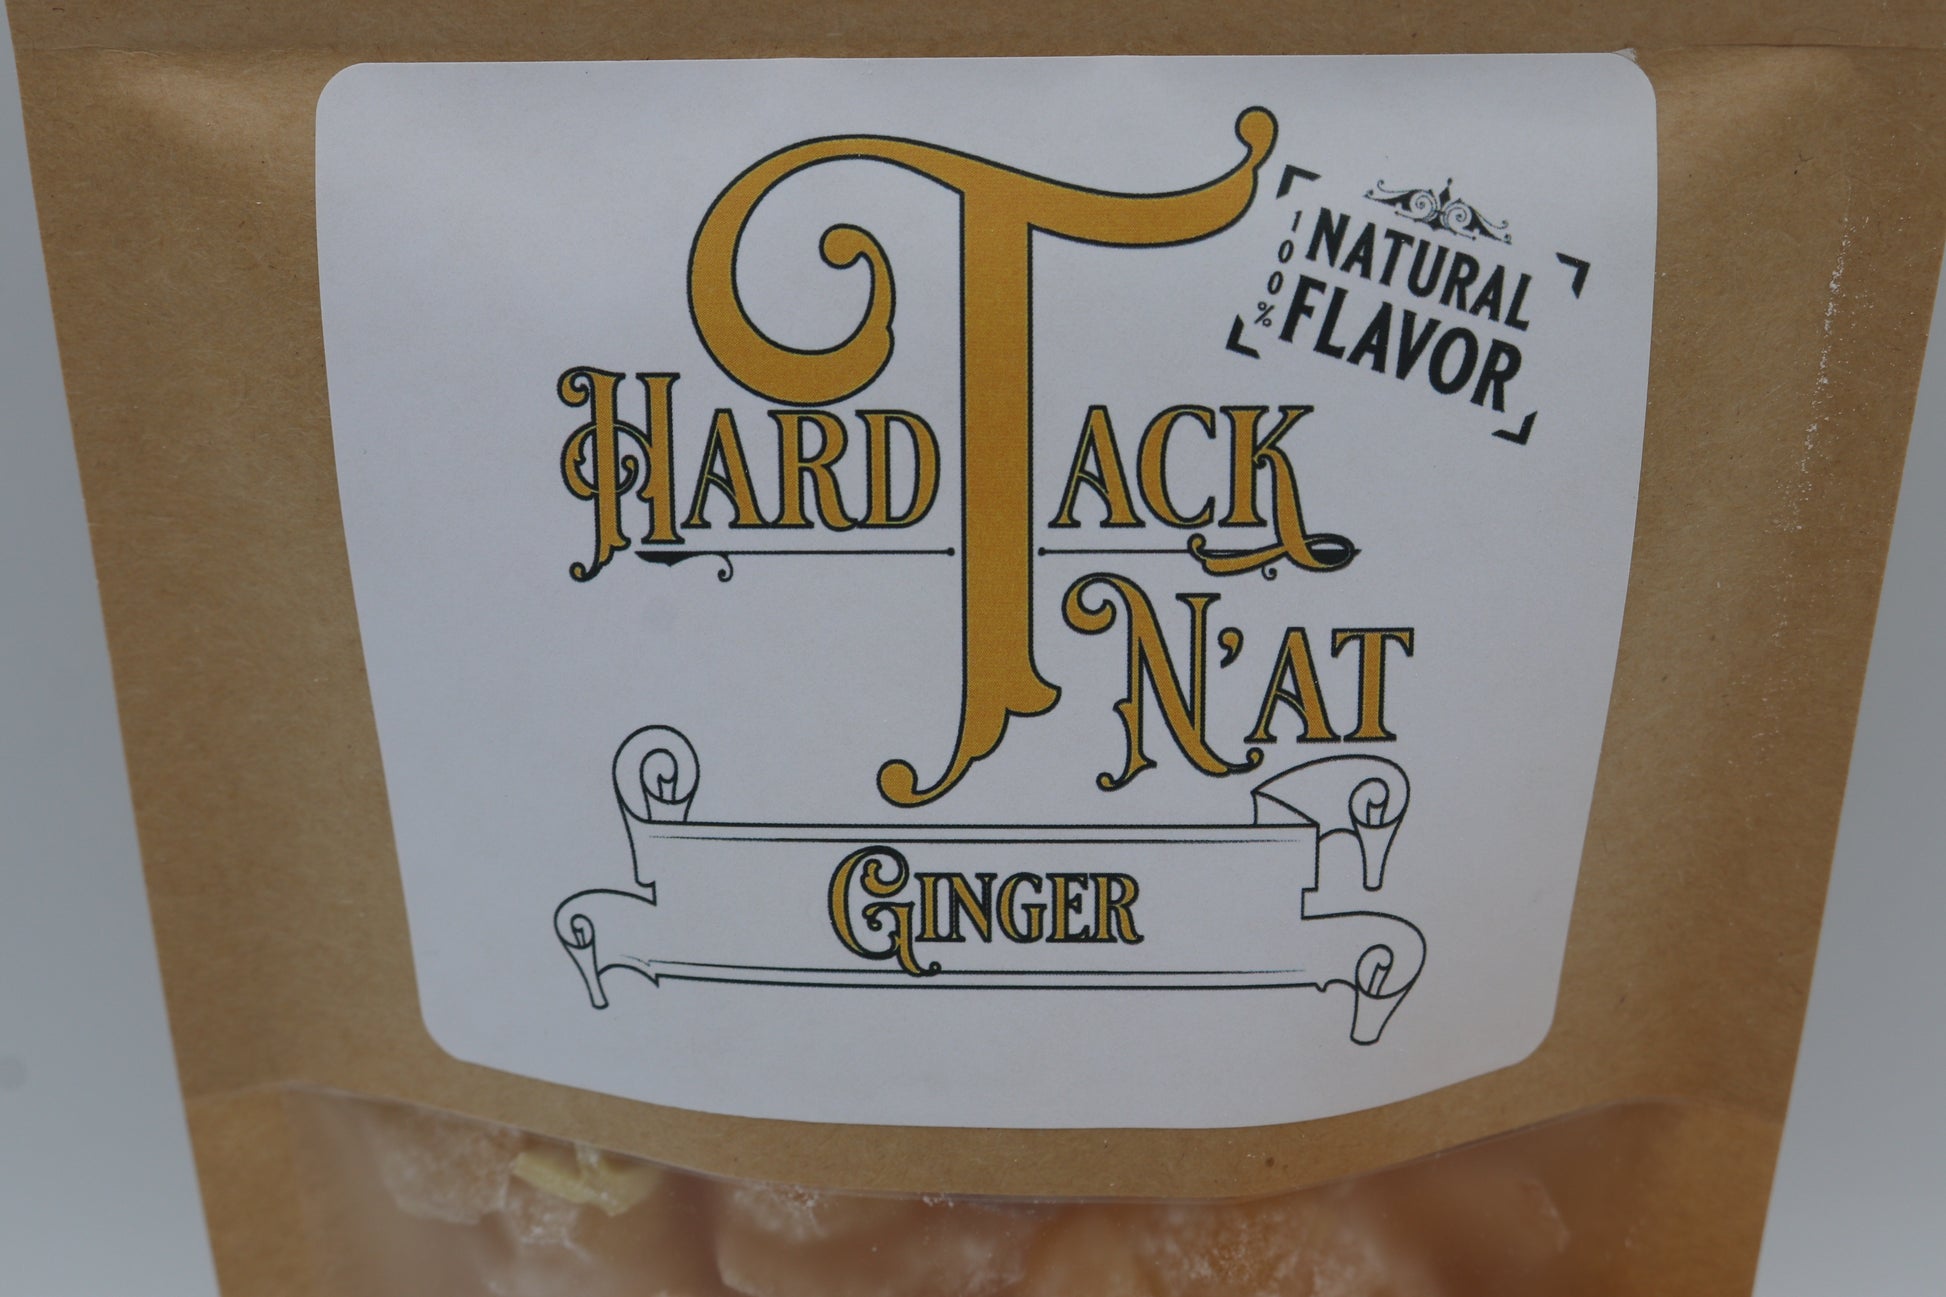 100%
NATURAL
FLAVOR
HARD TACK
N'AT
GINGER